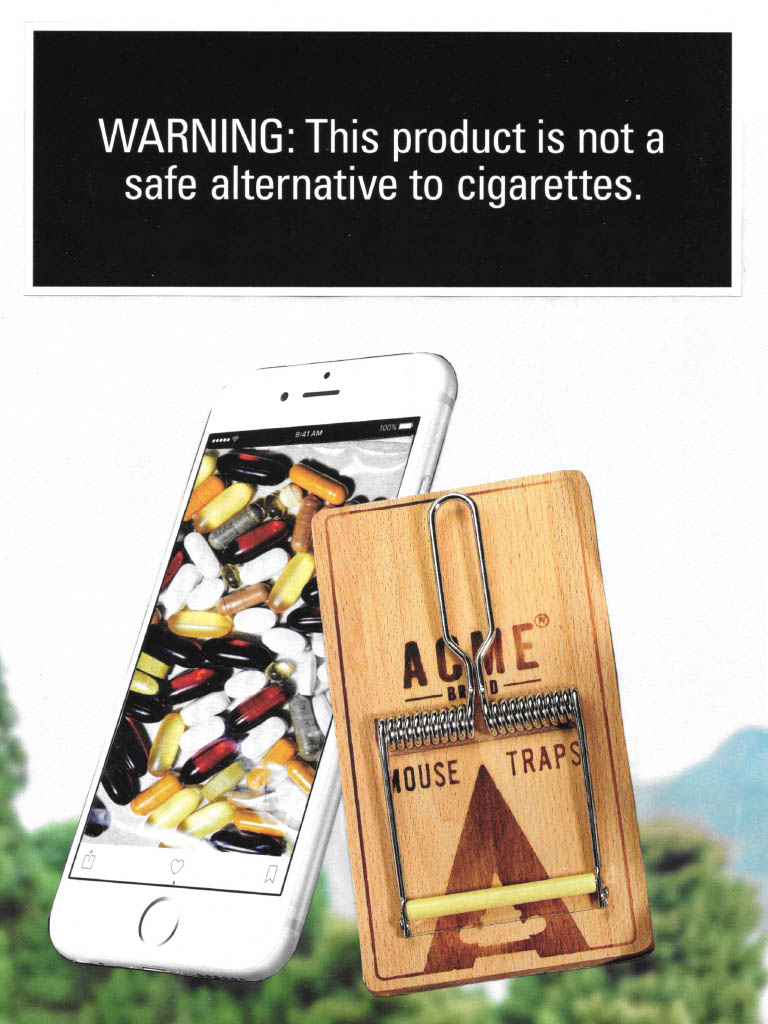 WARNING: This product is not a
safe alternative to cigarettes.
9:41 AM
100%
ACME®
BRAND
MOUSE TRAPS
A